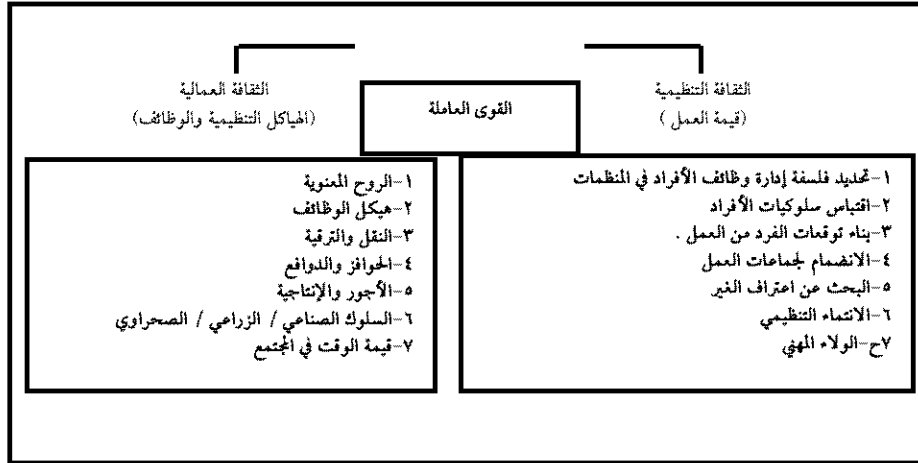 الثقافة التنظيمية
(قيمة العمل )
القوى العاملة
الثقافة العمالية
(الهياكل التنظيمية والوظائف)
١-تحديد فلسفة إدارة وظائف الأفراد في المنظمات
٢-اقتباس سلوكيات الأفراد
٣-بناء توقعات الفرد من العمل .
٤-الانضمام لجماعات العمل
٥-البحث عن اعتراف الغير
٦-الانتماء التنظيمي
٧ح-الولاء المهني
١-الروح المعنوية
٢-هيكل الوظائف
٣-النقل والترقية
٤-الحوافز والدوافع
٥-الأجور والإنتاجية
٦-السلوك الصناعي / الزراعي / الصحراوي
٧-قيمة الوقت في المجتمع